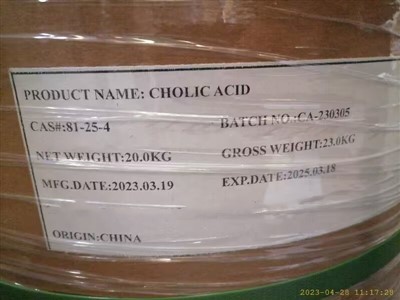 PRODUCT NAME: CHOLIC ACID
CAS#:81-25-4 BATCH NO.:CA-230305
NET WEIGHT:20.0KG GROSS WEIGHT:23.0KG
MFG.DATE:2023.03.19 EXP.DATE:2025.03.18
ORIGIN:CHINA
2023-04-28 11:17:29